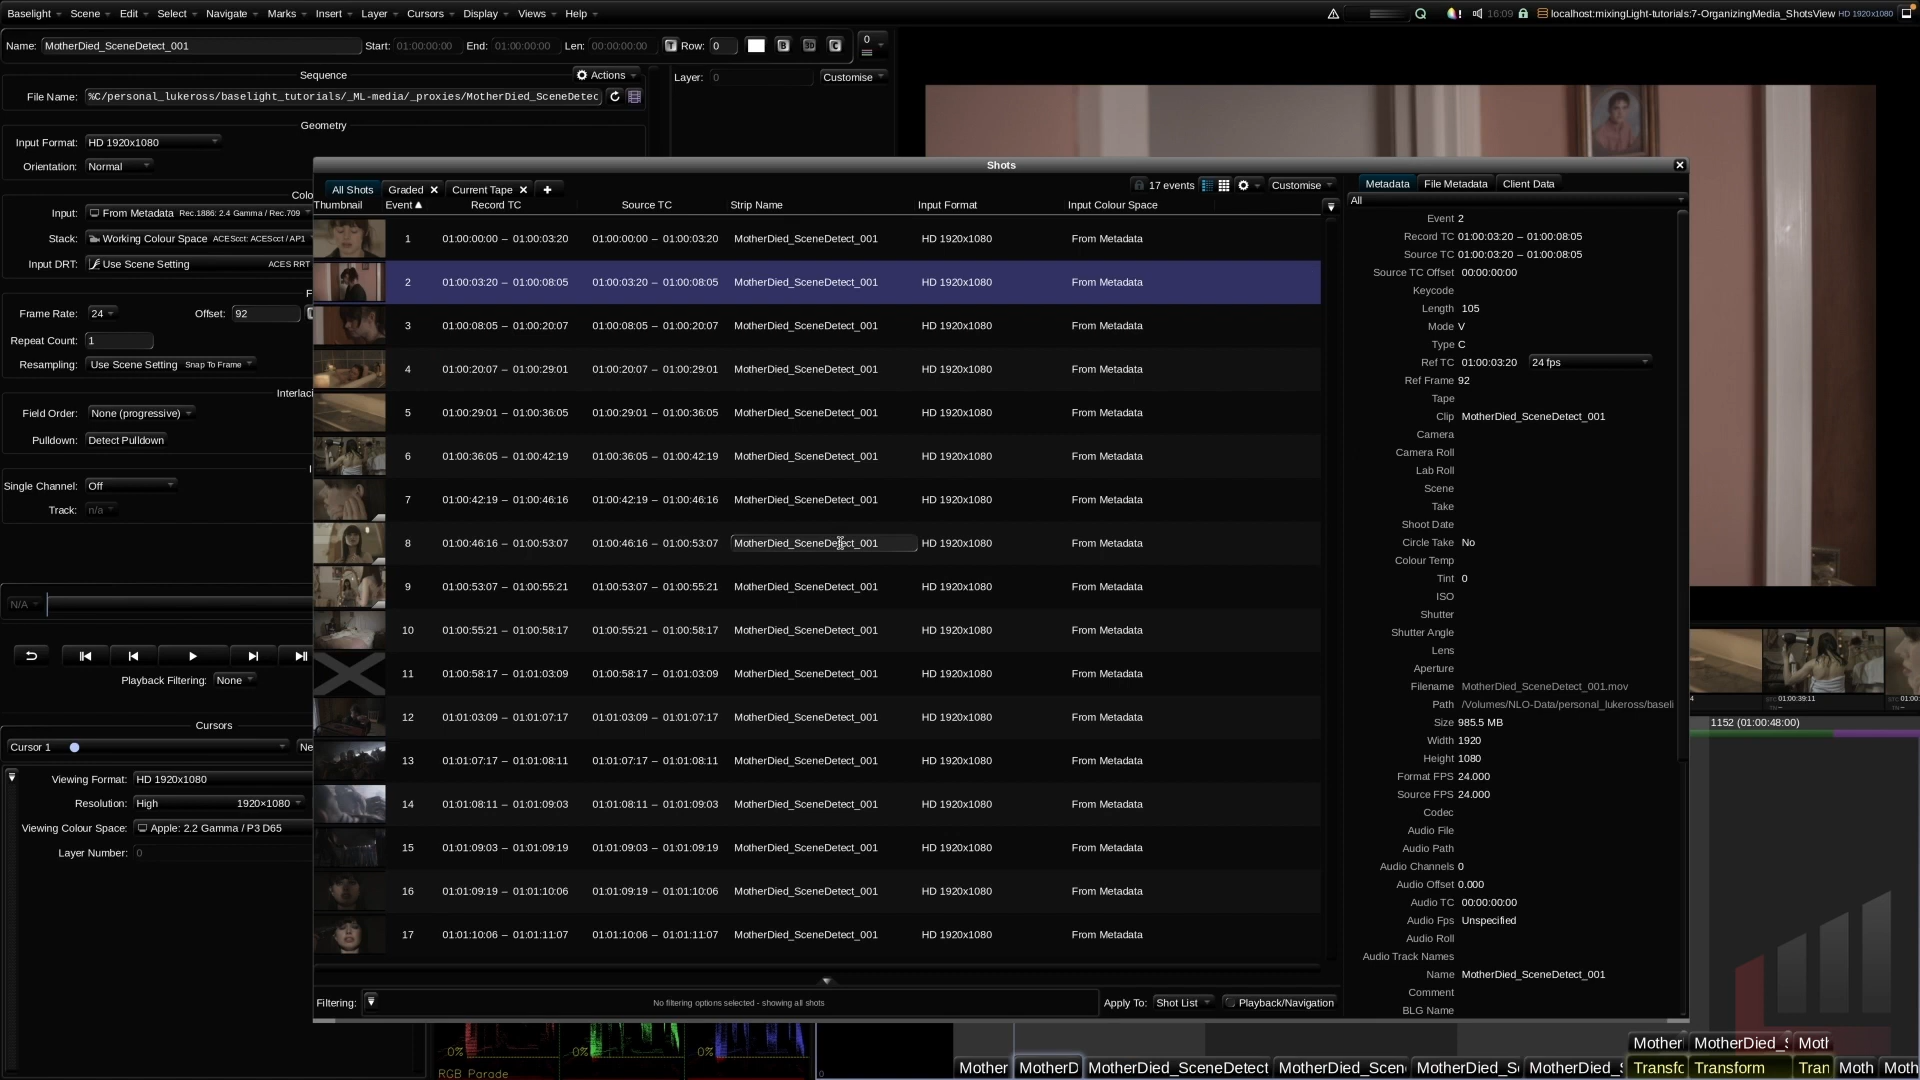 Baselight Scene Edit Select Navigate Marks Insert Layer Cursors Display Views Help
16:09 localhost:mixingLight-tutorials:7-OrganizingMedia_ShotsView HD 1920x1080
Name: MotherDied_SceneDetect_001 Start: 01:00:00:00 End: 01:00:00:00 Len: 00:00:00:00 T Row: 0 B 3D C 0
Sequence Actions
Layer: 0 Customise
File Name: %C/personal_lukeross/baselight_tutorials/_ML-media/_proxies/MotherDied_SceneDetec
Geometry
Input Format: HD 1920x1080
Orientation: Normal
Colo
Input: From Metadata Rec.1886: 2.4 Gamma / Rec.709
Stack: Working Colour Space ACEScct: ACEScct / AP1
Input DRT: Use Scene Setting ACES RRT
F
Frame Rate: 24 Offset: 92
Repeat Count: 1
Resampling: Use Scene Setting Snap To Frame
Interlaci
Field Order: None (progressive)
Pulldown: Detect Pulldown
I
Single Channel: Off
Track: n/a
N/A
Playback Filtering: None
Cursors
Cursor 1 Ne
Viewing Format: HD 1920x1080
Resolution: High 1920×1080
Viewing Colour Space: Apple: 2.2 Gamma / P3 D65
Layer Number: 0
Shots
All Shots Graded Current Tape + 17 events Customise
Thumbnail Event Record TC Source TC Strip Name Input Format Input Colour Space
1 01:00:00:00 – 01:00:03:20 01:00:00:00 – 01:00:03:20 MotherDied_SceneDetect_001 HD 1920x1080 From Metadata
2 01:00:03:20 – 01:00:08:05 01:00:03:20 – 01:00:08:05 MotherDied_SceneDetect_001 HD 1920x1080 From Metadata
3 01:00:08:05 – 01:00:20:07 01:00:08:05 – 01:00:20:07 MotherDied_SceneDetect_001 HD 1920x1080 From Metadata
4 01:00:20:07 – 01:00:29:01 01:00:20:07 – 01:00:29:01 MotherDied_SceneDetect_001 HD 1920x1080 From Metadata
5 01:00:29:01 – 01:00:36:05 01:00:29:01 – 01:00:36:05 MotherDied_SceneDetect_001 HD 1920x1080 From Metadata
6 01:00:36:05 – 01:00:42:19 01:00:36:05 – 01:00:42:19 MotherDied_SceneDetect_001 HD 1920x1080 From Metadata
7 01:00:42:19 – 01:00:46:16 01:00:42:19 – 01:00:46:16 MotherDied_SceneDetect_001 HD 1920x1080 From Metadata
8 01:00:46:16 – 01:00:53:07 01:00:46:16 – 01:00:53:07 MotherDied_SceneDetect_001 HD 1920x1080 From Metadata
9 01:00:53:07 – 01:00:55:21 01:00:53:07 – 01:00:55:21 MotherDied_SceneDetect_001 HD 1920x1080 From Metadata
10 01:00:55:21 – 01:00:58:17 01:00:55:21 – 01:00:58:17 MotherDied_SceneDetect_001 HD 1920x1080 From Metadata
11 01:00:58:17 – 01:01:03:09 01:00:58:17 – 01:01:03:09 MotherDied_SceneDetect_001 HD 1920x1080 From Metadata
12 01:01:03:09 – 01:01:07:17 01:01:03:09 – 01:01:07:17 MotherDied_SceneDetect_001 HD 1920x1080 From Metadata
13 01:01:07:17 – 01:01:08:11 01:01:07:17 – 01:01:08:11 MotherDied_SceneDetect_001 HD 1920x1080 From Metadata
14 01:01:08:11 – 01:01:09:03 01:01:08:11 – 01:01:09:03 MotherDied_SceneDetect_001 HD 1920x1080 From Metadata
15 01:01:09:03 – 01:01:09:19 01:01:09:03 – 01:01:09:19 MotherDied_SceneDetect_001 HD 1920x1080 From Metadata
16 01:01:09:19 – 01:01:10:06 01:01:09:19 – 01:01:10:06 MotherDied_SceneDetect_001 HD 1920x1080 From Metadata
17 01:01:10:06 – 01:01:11:07 01:01:10:06 – 01:01:11:07 MotherDied_SceneDetect_001 HD 1920x1080 From Metadata
Filtering: No filtering options selected - showing all shots Apply To: Shot List Playback/Navigation
Metadata File Metadata Client Data
All
Event 2
Record TC 01:00:03:20 – 01:00:08:05
Source TC 01:00:03:20 – 01:00:08:05
Source TC Offset 00:00:00:00
Keycode
Length 105
Mode V
Type C
Ref TC 01:00:03:20 24 fps
Ref Frame 92
Tape
Clip MotherDied_SceneDetect_001
Camera
Camera Roll
Lab Roll
Scene
Take
Shoot Date
Circle Take No
Colour Temp
Tint 0
ISO
Shutter
Shutter Angle
Lens
Aperture
Filename MotherDied_SceneDetect_001.mov
Path /Volumes/NLO-Data/personal_lukeross/baseli
Size 985.5 MB
Width 1920
Height 1080
Format FPS 24.000
Source FPS 24.000
Codec
Audio File
Audio Path
Audio Channels 0
Audio Offset 0.000
Audio TC 00:00:00:00
Audio Fps Unspecified
Audio Roll
Audio Track Names
Name MotherDied_SceneDetect_001
Comment
BLG Name
4 01:00:39:11 01:00:
1152 (01:00:48:00)
0% 0% 0% 0
RGB Parade
Mother MotherDied_S Moth
Mother MotherD MotherDied_SceneDetect MotherDied_Scen MotherDied_S MotherDied_S Transfc Transform Tran Moth Moth